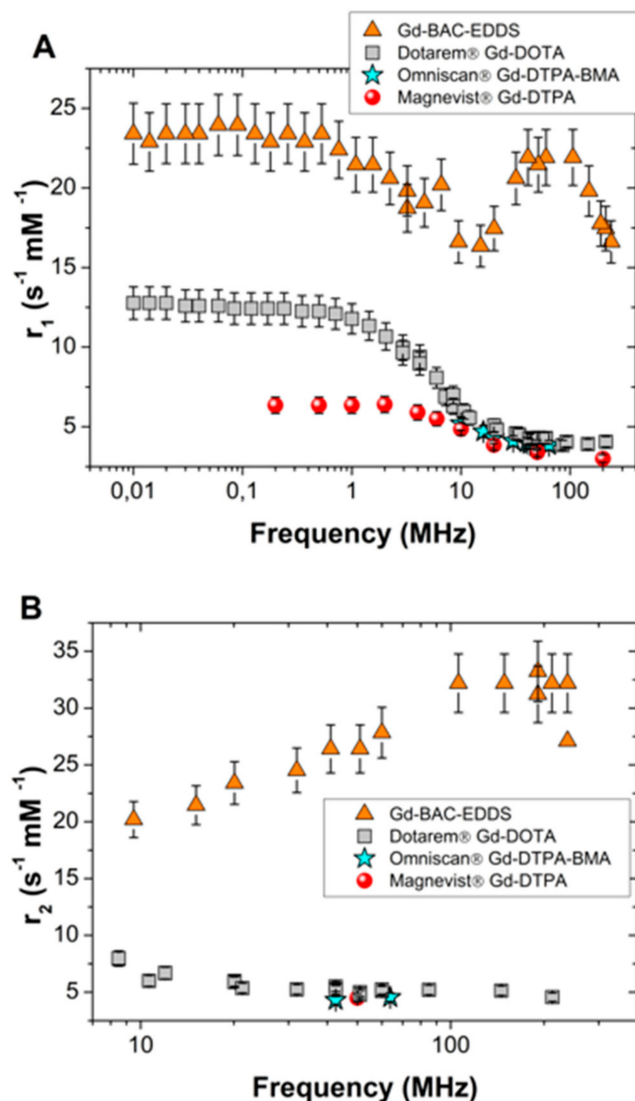 A
Gd-BAC-EDDS
Dotarem® Gd-DOTA
Omniscan® Gd-DTPA-BMA
Magnevist® Gd-DTPA
25
20
15
10
5
r₁ (s⁻¹ mM⁻¹)
0,01 0,1 1 10 100
Frequency (MHz)
B
35
30
25
20
15
10
5
r₂ (s⁻¹ mM⁻¹)
Gd-BAC-EDDS
Dotarem® Gd-DOTA
Omniscan® Gd-DTPA-BMA
Magnevist® Gd-DTPA
10 100
Frequency (MHz)